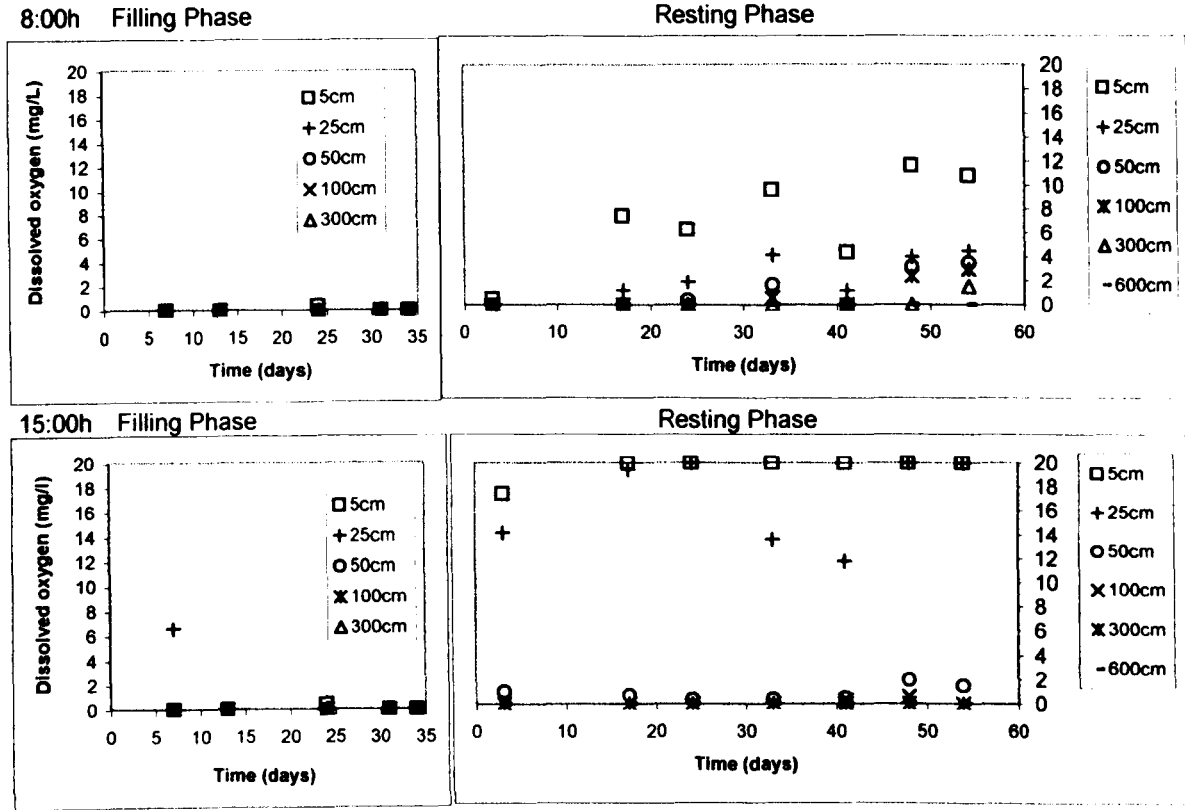 8:00h Filling Phase
Resting Phase
Dissolved oxygen (mg/L)
20
18
16
14
12
10
8
6
4
2
0
0 5 10 15 20 25 30 35
Time (days)
5cm
25cm
50cm
100cm
300cm
20
18
16
14
12
10
8
6
4
2
0
0 10 20 30 40 50 60
Time (days)
5cm
25cm
50cm
100cm
300cm
-600cm
15:00h Filling Phase
Resting Phase
Dissolved oxygen (mg/l)
20
18
16
14
12
10
8
6
4
2
0
0 5 10 15 20 25 30 35
Time (days)
5cm
25cm
50cm
100cm
300cm
20
18
16
14
12
10
8
6
4
2
0
0 10 20 30 40 50 60
Time (days)
5cm
25cm
50cm
100cm
300cm
-600cm